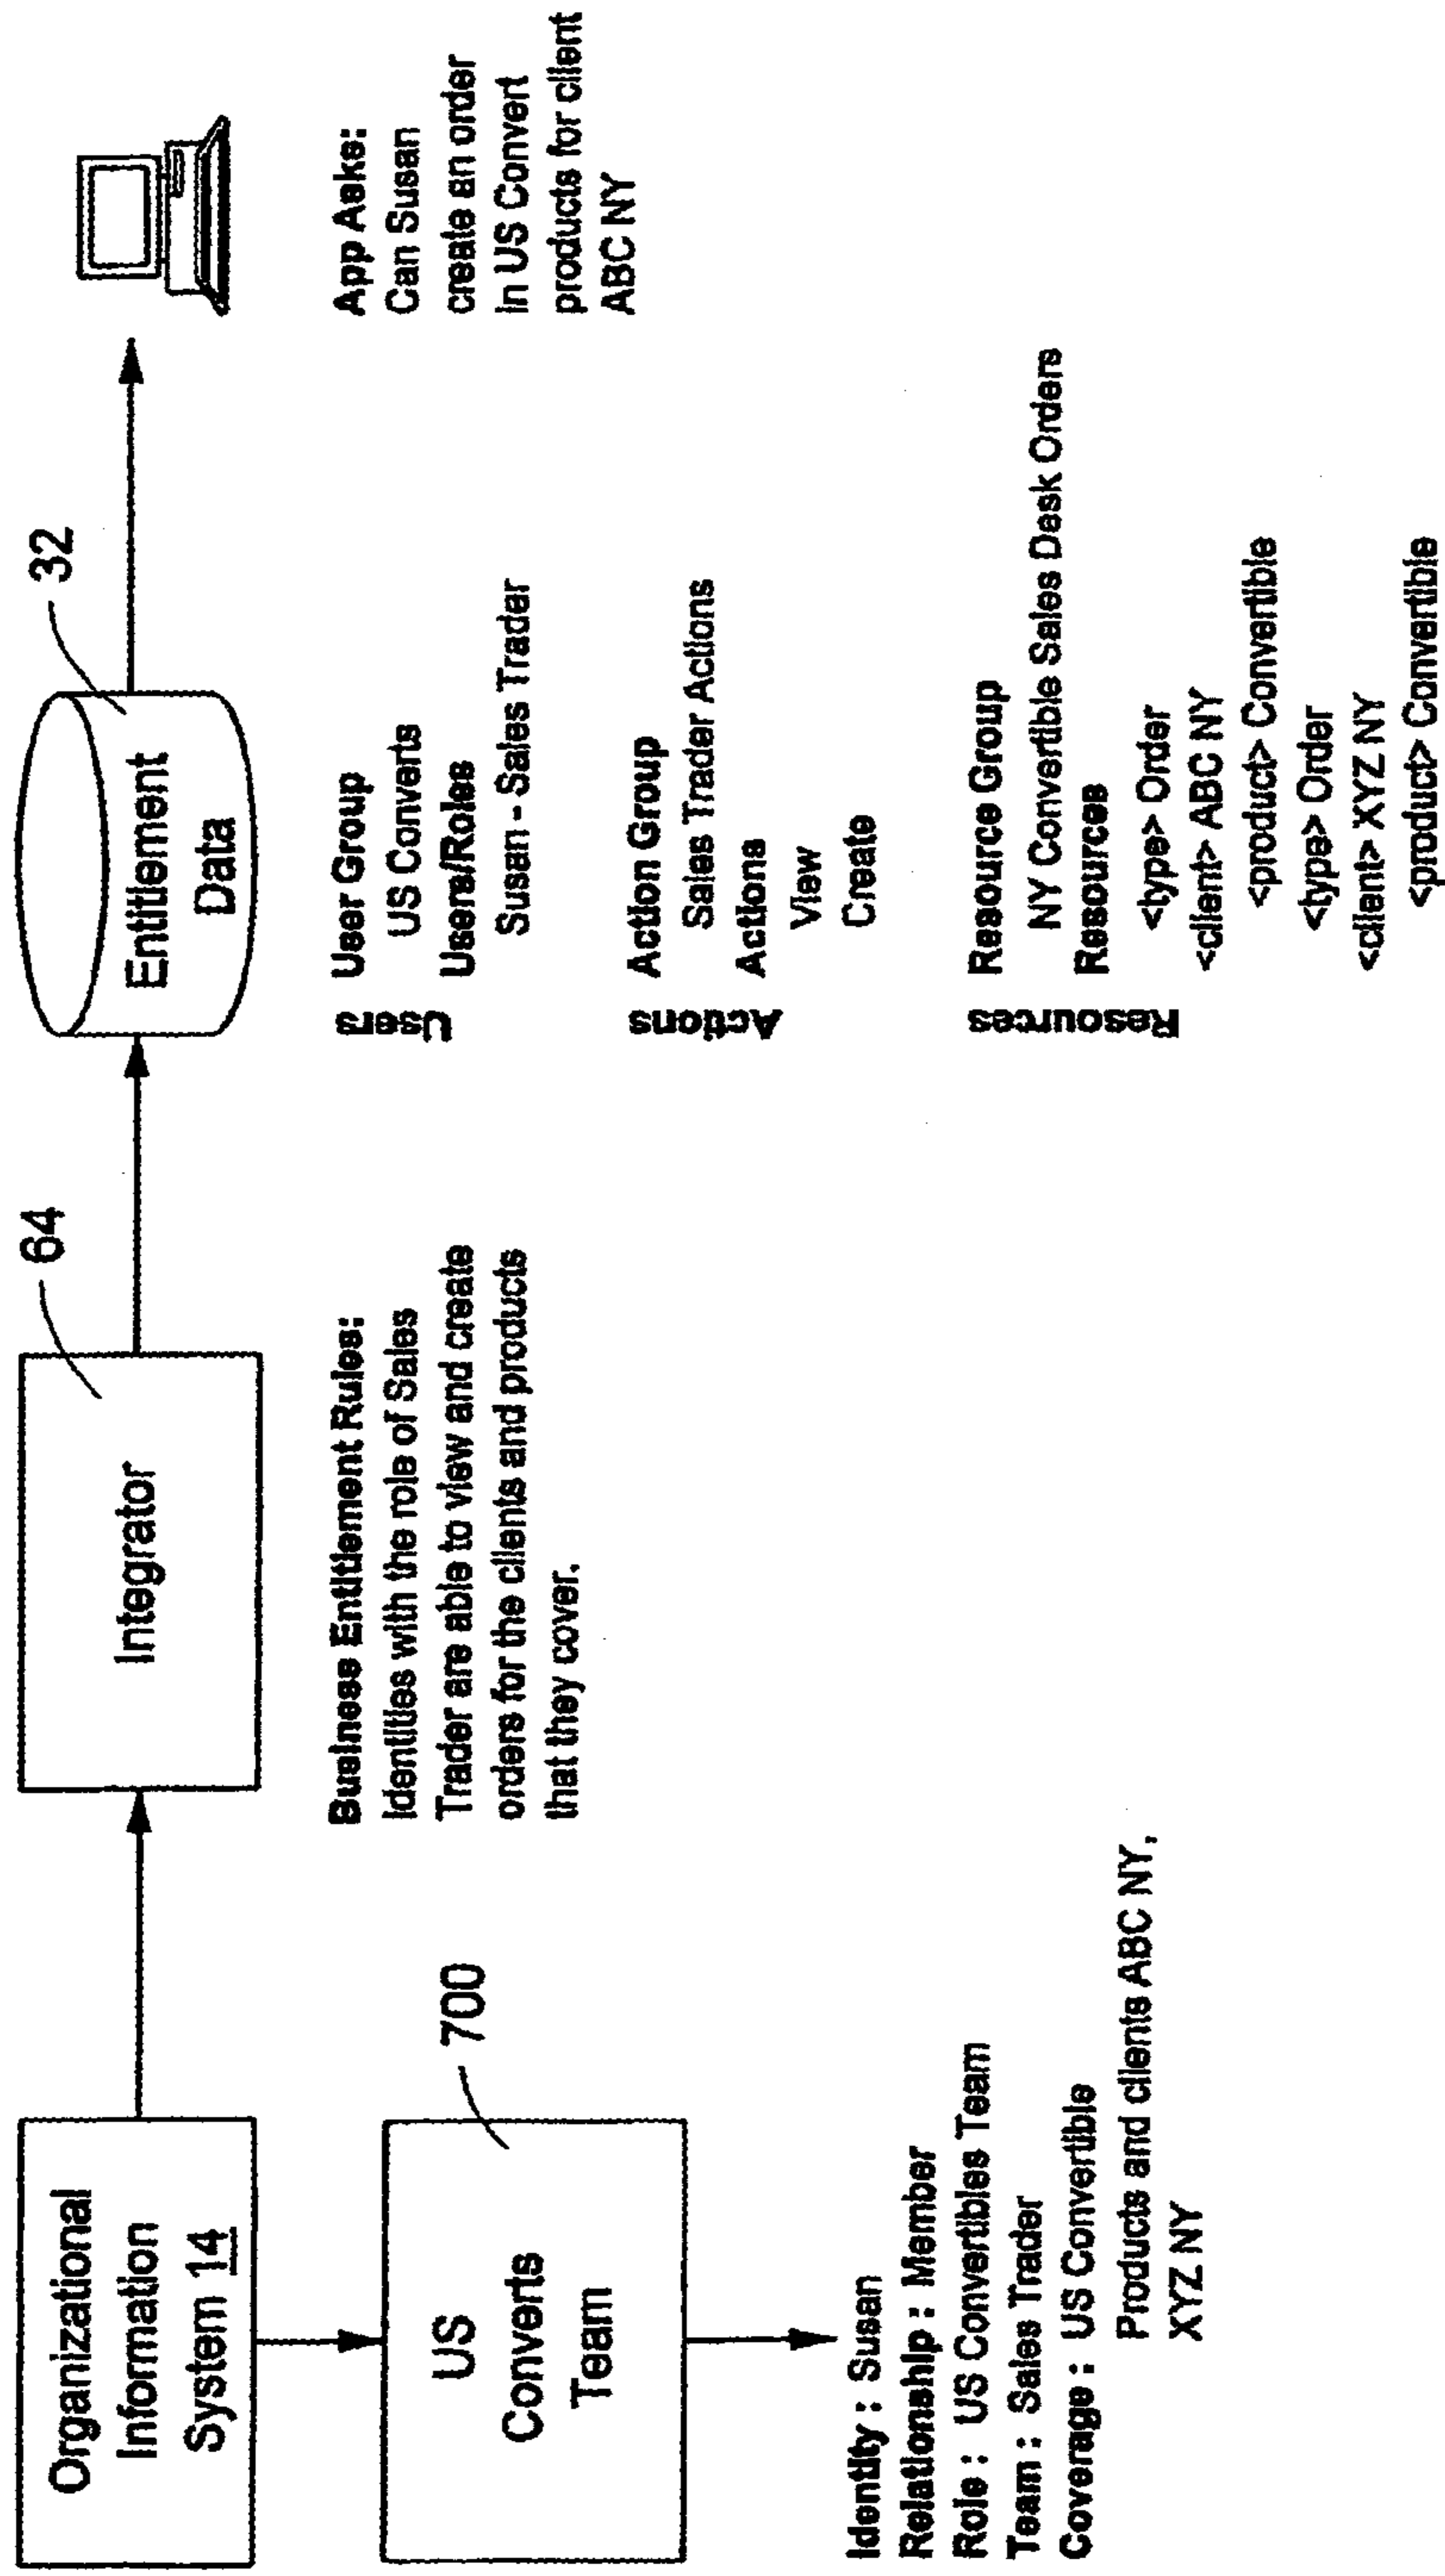 Organizational
Information
System 14
US
Converts
Team
700
Identity : Susan
Relationship : Member
Role : US Convertibles Team
Team : Sales Trader
Coverage : US Convertible
Products and clients ABC NY,
XYZ NY
Integrator
64
Business Entitlement Rules:
Identities with the role of Sales
Trader are able to view and create
orders for the clients and products
that they cover.
Entitlement
Data
32
Users
User Group
US Converts
Users/Roles
Susan - Sales Trader
Actions
Action Group
Sales Trader Actions
Actions
View
Create
Resources
Resource Group
NY Convertible Sales Desk Orders
Resources
<type> Order
<client> ABC NY
<product> Convertible
<type> Order
<client> XYZ NY
<product> Convertible
App Asks:
Can Susan
create an order
in US Convert
products for client
ABC NY